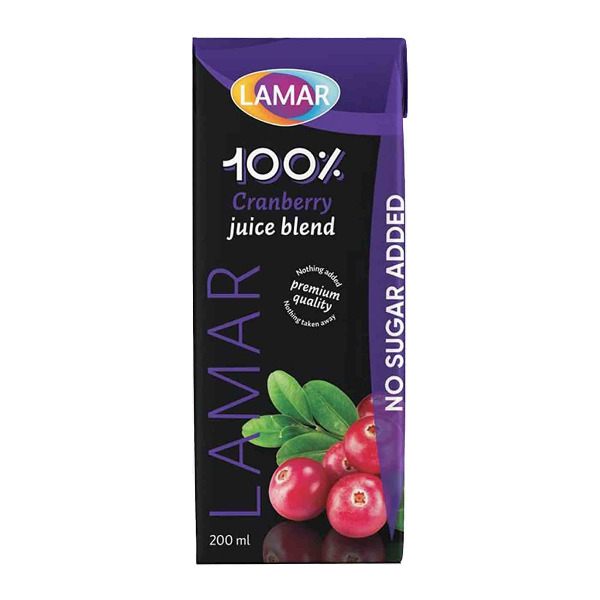 LAMAR
100%
Cranberry
juice blend
Nothing added
premium
quality
Nothing taken away
LAMAR
NO SUGAR ADDED
200 ml